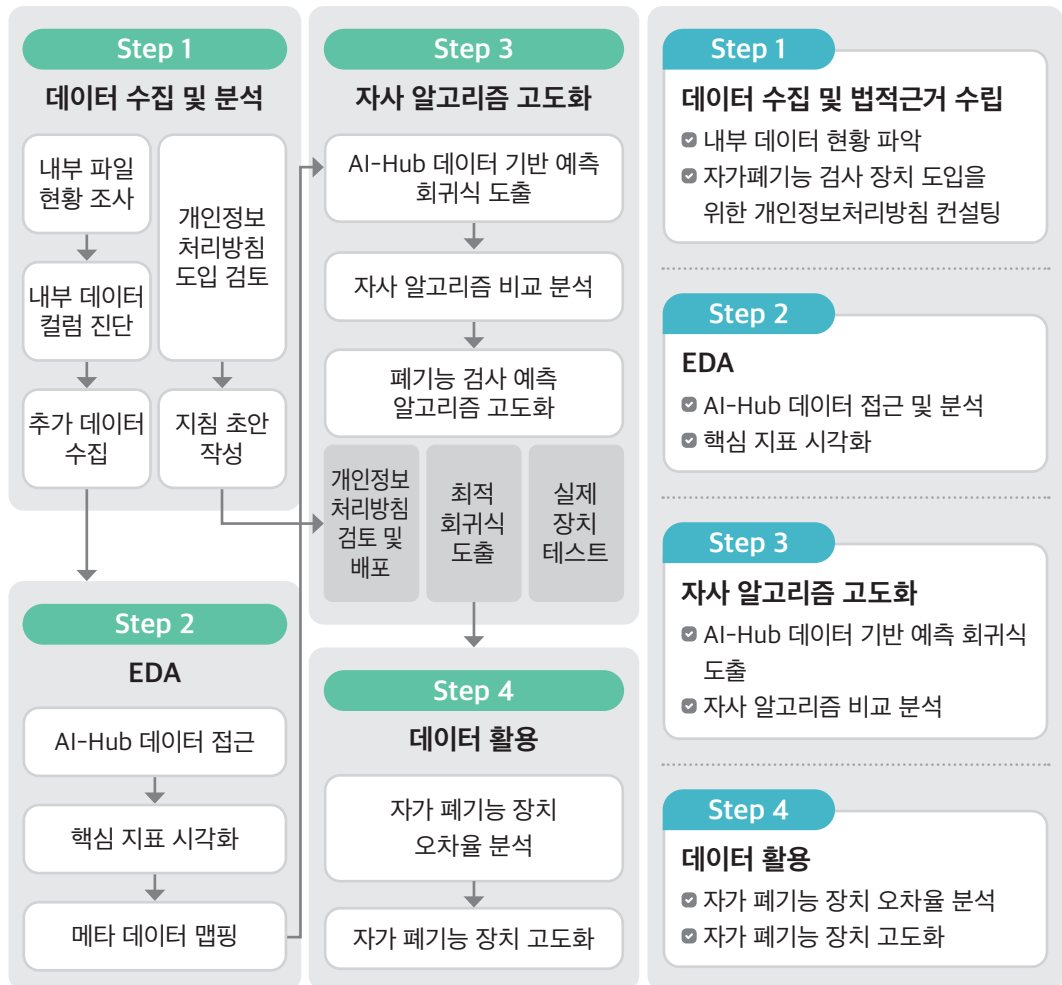 Step 1
데이터 수집 및 분석
내부 파일
현황 조사
내부 데이터
컬럼 진단
추가 데이터
수집
개인정보
처리방침
도입 검토
지침 초안
작성
Step 2
EDA
AI-Hub 데이터 접근
핵심 지표 시각화
메타 데이터 맵핑
Step 3
자사 알고리즘 고도화
AI-Hub 데이터 기반 예측
회귀식 도출
자사 알고리즘 비교 분석
폐기능 검사 예측
알고리즘 고도화
개인정보
처리방침
검토 및
배포
최적
회귀식
도출
실제
장치
테스트
Step 4
데이터 활용
자가 폐기능 장치
오차율 분석
자가 폐기능 장치 고도화
Step 1
데이터 수집 및 법적근거 수립
내부 데이터 현황 파악
자가폐기능 검사 장치 도입을
위한 개인정보처리방침 컨설팅
Step 2
EDA
AI-Hub 데이터 접근 및 분석
핵심 지표 시각화
Step 3
자사 알고리즘 고도화
AI-Hub 데이터 기반 예측 회귀식
도출
자사 알고리즘 비교 분석
Step 4
데이터 활용
자가 폐기능 장치 오차율 분석
자가 폐기능 장치 고도화